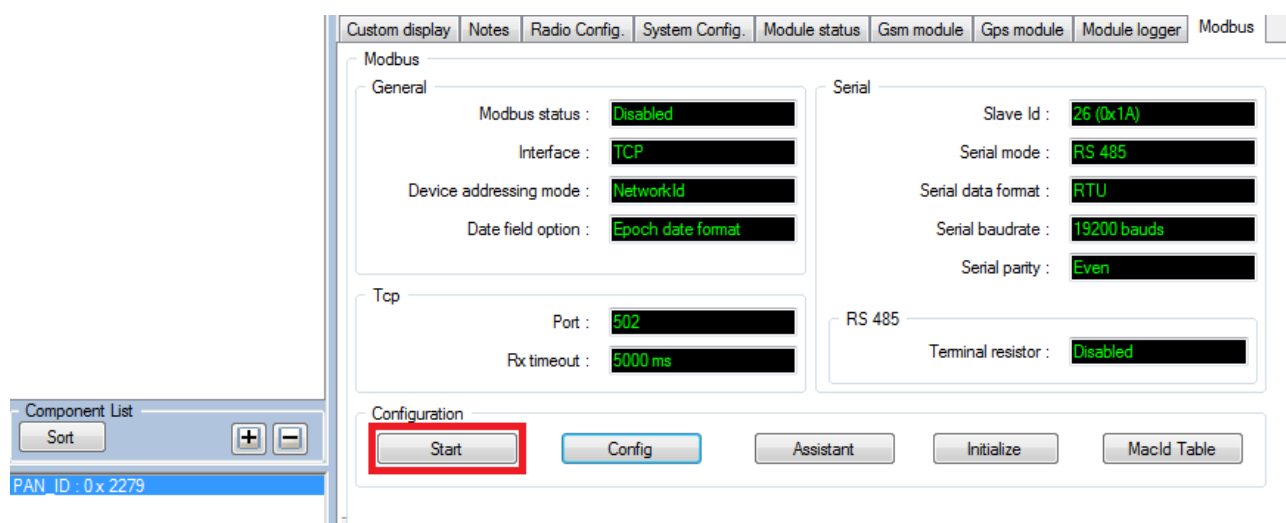 Custom display Notes Radio Config. System Config. Module status Gsm module Gps module Module logger Modbus
Modbus
General
Modbus status : Disabled
Interface : TCP
Device addressing mode : NetworkId
Date field option : Epoch date format
Serial
Slave Id : 26 (0x1A)
Serial mode : RS 485
Serial data format : RTU
Serial baudrate : 19200 bauds
Serial parity : Even
Tcp
Port : 502
Rx timeout : 5000 ms
RS 485
Terminal resistor : Disabled
Configuration
Start Config Assistant Initialize MacId Table
Component List
Sort + −
PAN_ID : 0 x 2279